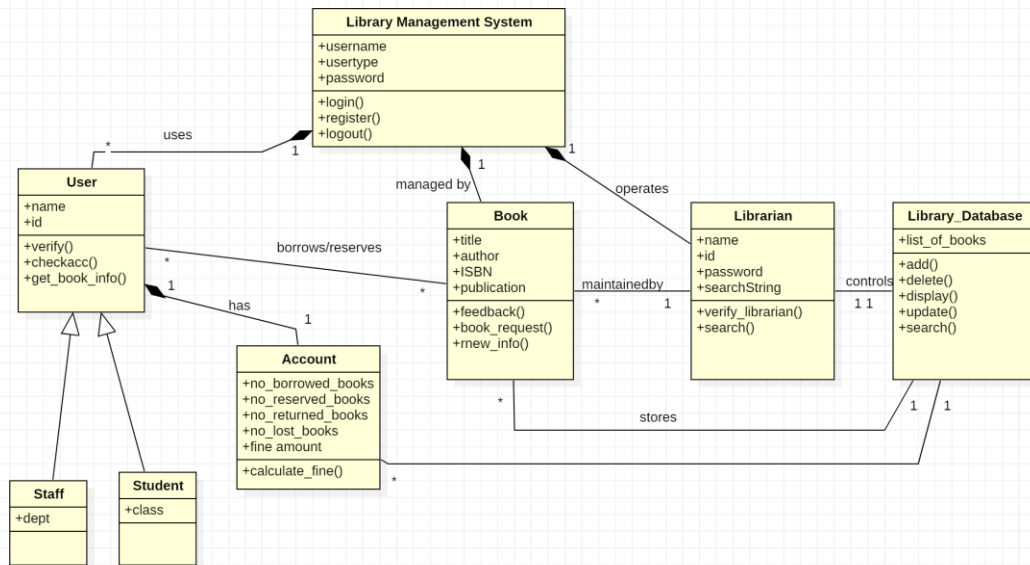 Library Management System
+username
+usertype
+password
+login()
+register()
+logout()
uses
*
1
1
1
managed by
operates
User
+name
+id
+verify()
+checkacc()
+get_book_info()
Book
+title
+author
+ISBN
+publication
+feedback()
+book_request()
+rnew_info()
Librarian
+name
+id
+password
+searchString
+verify_librarian()
+search()
Library_Database
+list_of_books
+add()
+delete()
+display()
+update()
+search()
borrows/reserves
*
*
maintainedby
*
1
controls
1 1
1
has
1
Account
+no_borrowed_books
+no_reserved_books
+no_returned_books
+no_lost_books
+fine amount
+calculate_fine()
*
stores
1
1
*
Staff
+dept
Student
+class